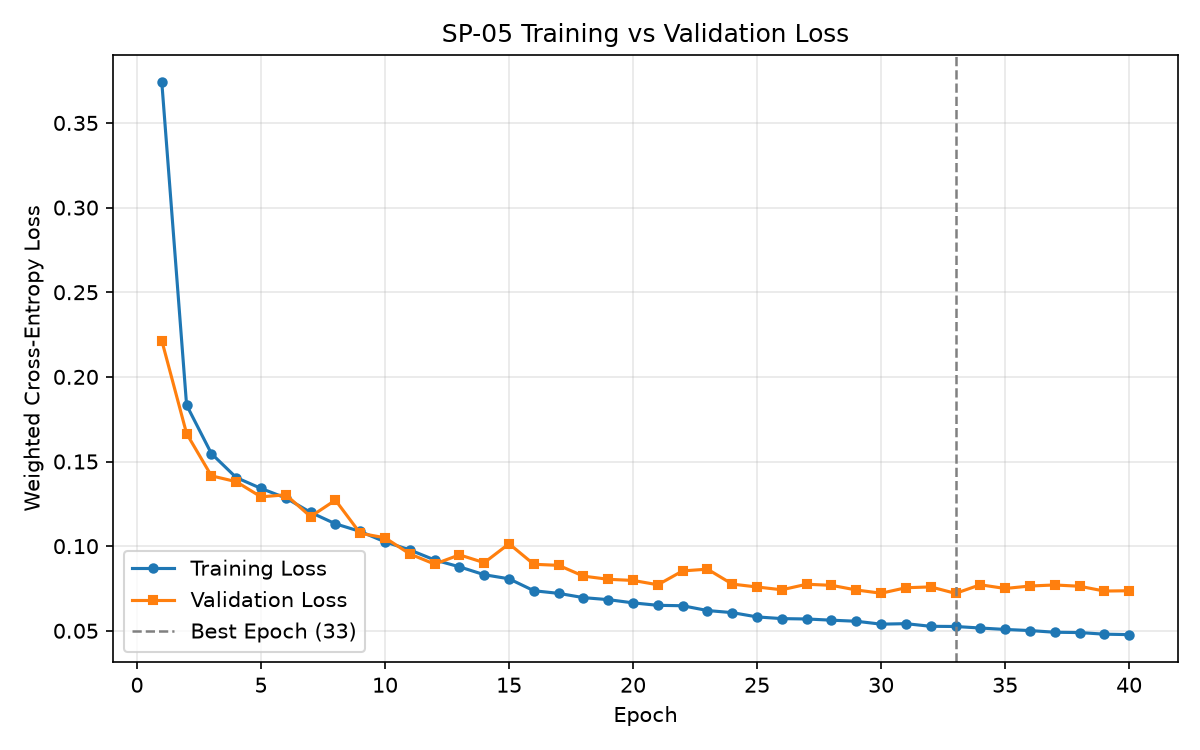 SP-05 Training vs Validation Loss
Weighted Cross-Entropy Loss
0.35
0.30
0.25
0.20
0.15
0.10
0.05
Training Loss
Validation Loss
Best Epoch (33)
0 5 10 15 20 25 30 35 40
Epoch